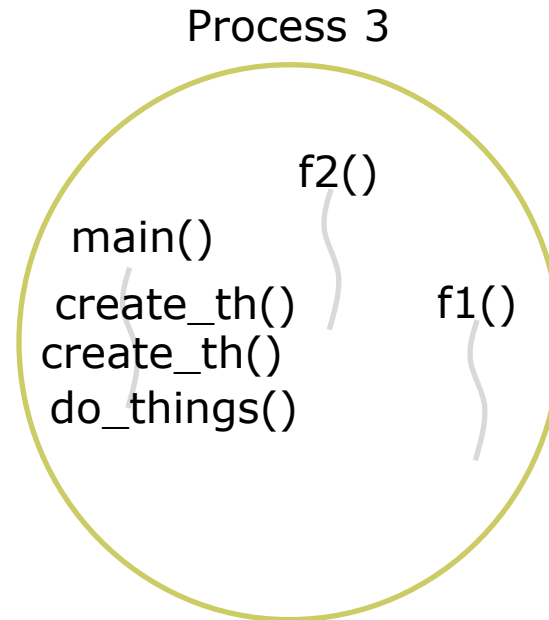 Process 3
f2()
main()
create_th()
f1()
create_th()
do_things()